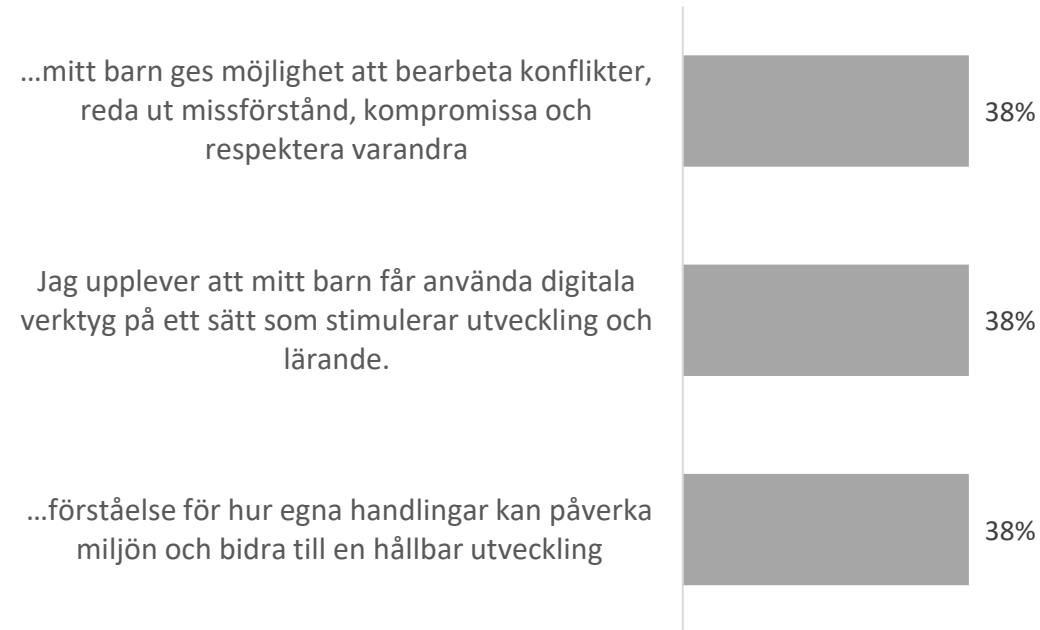 ...mitt barn ges möjlighet att bearbeta konflikter,
reda ut missförstånd, kompromissa och
respektera varandra
38%
Jag upplever att mitt barn får använda digitala
verktyg på ett sätt som stimulerar utveckling och
lärande.
38%
...förståelse för hur egna handlingar kan påverka
miljön och bidra till en hållbar utveckling
38%